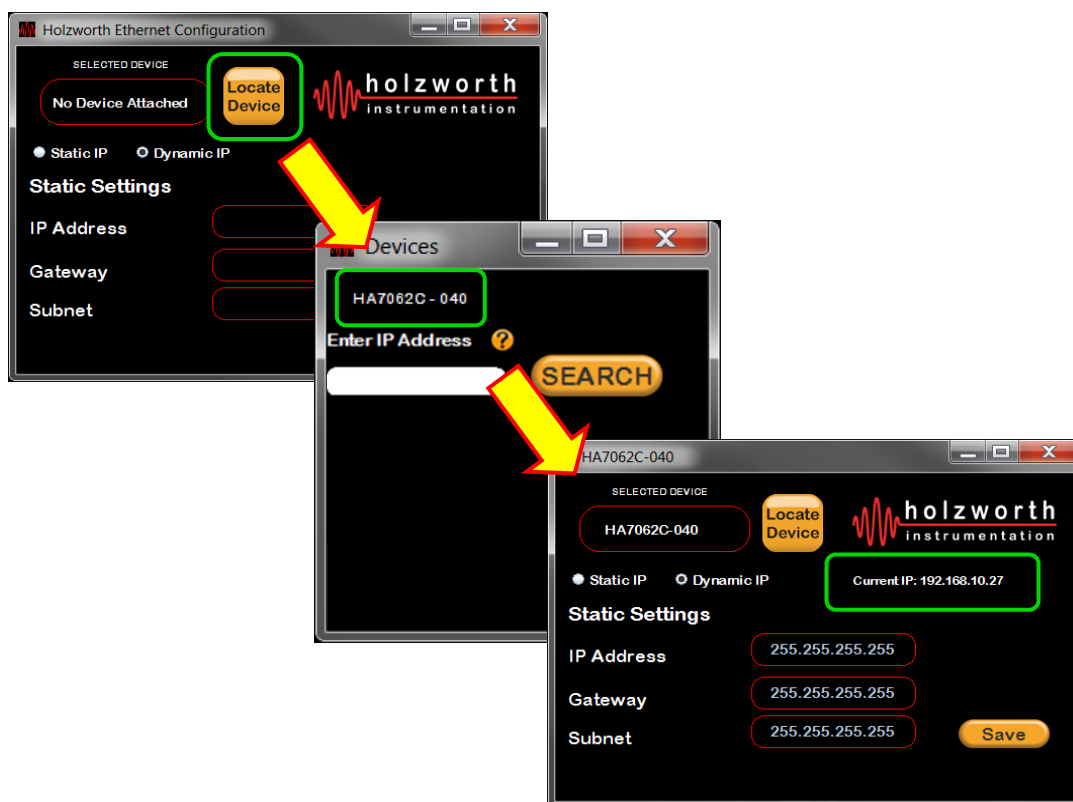 Holzworth Ethernet Configuration
SELECTED DEVICE
No Device Attached
Locate
Device
holzworth
instrumentation
Static IP
Dynamic IP
Static Settings
IP Address
Gateway
Subnet
Devices
HA7062C - 040
Enter IP Address
?
SEARCH
HA7062C-040
SELECTED DEVICE
HA7062C-040
Locate
Device
holzworth
instrumentation
Static IP
Dynamic IP
Current IP: 192.168.10.27
Static Settings
IP Address
255.255.255.255
Gateway
255.255.255.255
Subnet
255.255.255.255
Save